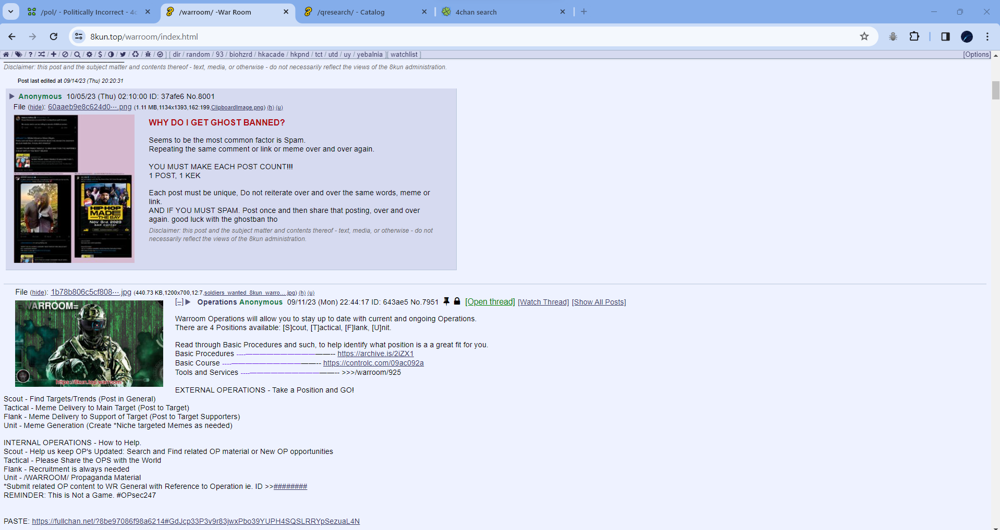 /pol/ - Politically Incorrect - 4c
/warroom/ -War Room
/qresearch/ - Catalog
4chan search
8kun.top/warroom/index.html
/ / ? / / / / / / $ / / / / / ] [ dir / random / 93 / biohzrd / hkacade / hkpnd / tct / utd / uy / yebalnia ][ watchlist ]
[Options]
Disclaimer: this post and the subject matter and contents thereof - text, media, or otherwise - do not necessarily reflect the views of the 8kun administration.
Post last edited at 09/14/23 (Thu) 20:20:31
Anonymous 10/05/23 (Thu) 02:10:00 ID: 37afe6 No.8001
File (hide): 60aaeb9e8c624d0⋯.png (1.11 MB,1134x1393,162:199,ClipboardImage.png) (h) (u)
WHY DO I GET GHOST BANNED?
Seems to be the most common factor is Spam.
Repeating the same comment or link or meme over and over again.
YOU MUST MAKE EACH POST COUNT!!!
1 POST, 1 KEK
Each post must be unique, Do not reiterate over and over the same words, meme or
link.
AND IF YOU MUST SPAM. Post once and then share that posting, over and over
again. good luck with the ghostban tho
Disclaimer: this post and the subject matter and contents thereof - text, media, or otherwise - do not
necessarily reflect the views of the 8kun administration.
HIP-HOP
MADE
THE BAY
Nov 3rd. 2023
SAP Center
File (hide): 1b78b806c5cf808⋯.jpg (440.73 KB,1200x700,12:7,soldiers_wanted_8kun_warro….jpg) (h) (u)
=WARROOM=
https://8kun.top/warroom
[–] Operations Anonymous 09/11/23 (Mon) 22:44:17 ID: 643ae5 No.7951 [Open thread] [Watch Thread] [Show All Posts]
Warroom Operations will allow you to stay up to date with current and ongoing Operations.
There are 4 Positions available: [S]cout, [T]actical, [F]lank, [U]nit.
Read through Basic Procedures and such, to help identify what position is a a great fit for you.
Basic Procedures ----————————————-- https://archive.is/2iZX1
Basic Course ----————————————-- https://controlc.com/09ac092a
Tools and Services ----————————————-- >>>/warroom/925
EXTERNAL OPERATIONS - Take a Position and GO!
Scout - Find Targets/Trends (Post in General)
Tactical - Meme Delivery to Main Target (Post to Target)
Flank - Meme Delivery to Support of Target (Post to Target Supporters)
Unit - Meme Generation (Create *Niche targeted Memes as needed)
INTERNAL OPERATIONS - How to Help.
Scout - Help us keep OP's Updated: Search and Find related OP material or New OP opportunities
Tactical - Please Share the OPS with the World
Flank - Recruitment is always needed
Unit - /WARROOM/ Propaganda Material
*Submit related OP content to WR General with Reference to Operation ie. ID >>########
REMINDER: This is Not a Game. #OPsec247
PASTE: https://fullchan.net/?8be97086f98a6214#GdJcp33P3v9r83jwxPbo39YUPH4SQSLRRYpSezuaL4N